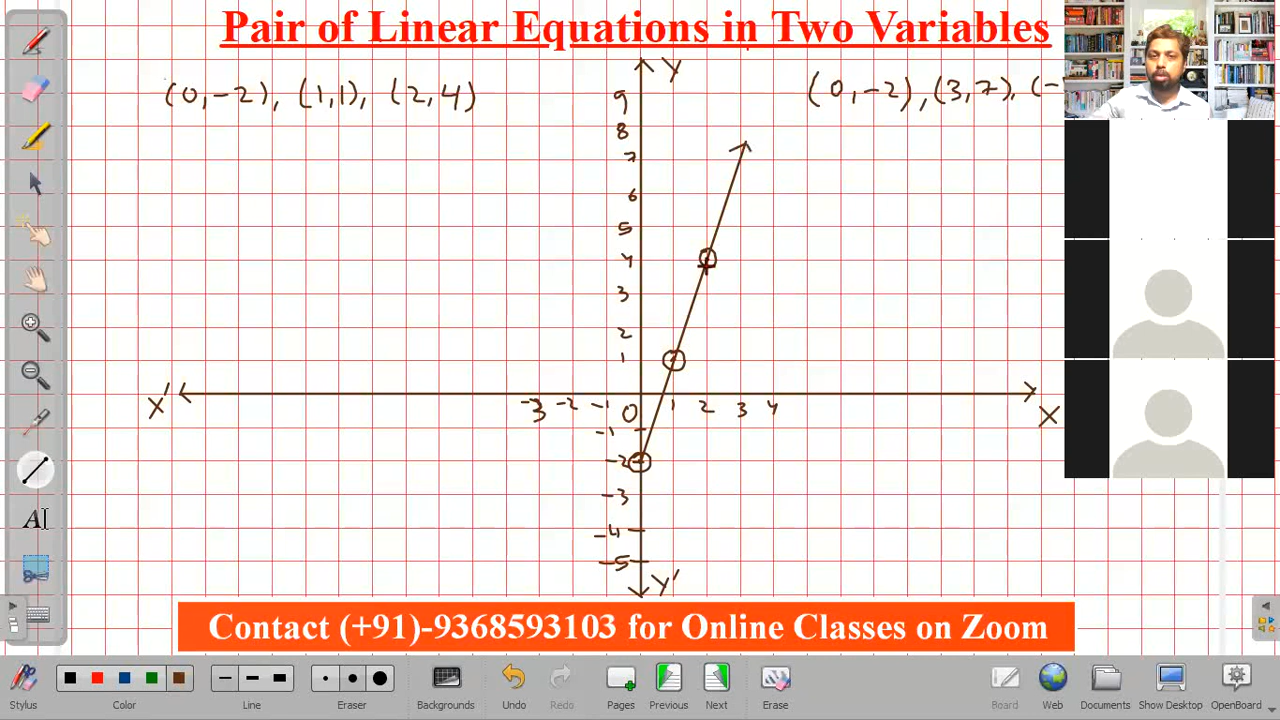 Pair of Linear Equations in Two Variables
(0,-2), (1,1), (2,4)
(0,-2), (3,7), (-
Y
9
8
7
6
5
4
3
2
1
X' -3 -2 -1 0 1 2 3 4 X
-1
-2
-3
-4
-5
Y'
AI
Contact (+91)-9368593103 for Online Classes on Zoom
Stylus Color Line Eraser Backgrounds Undo Redo Pages Previous Next Erase Board Web Documents Show Desktop OpenBoard